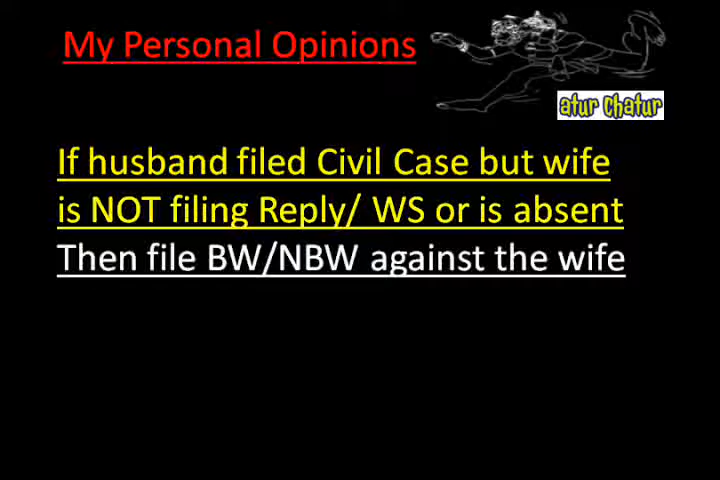 My Personal Opinions
atur Chatur
If husband filed Civil Case but wife
is NOT filing Reply/ WS or is absent
Then file BW/NBW against the wife